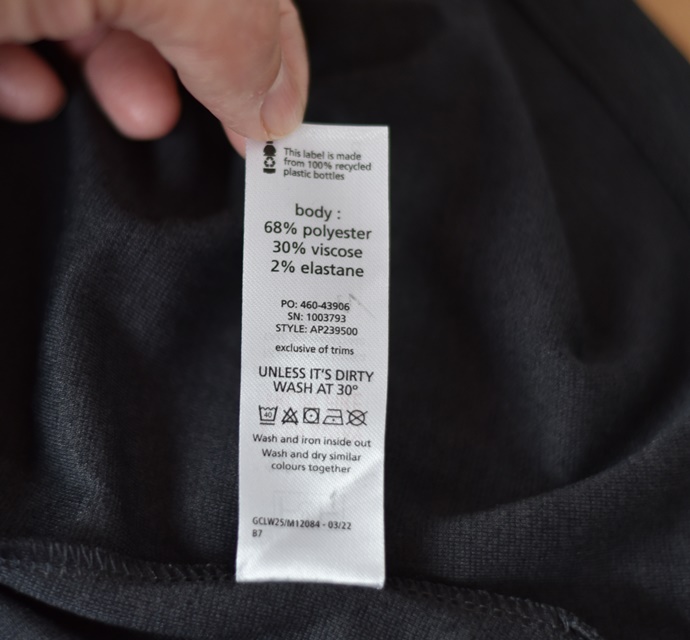 This label is made
from 100% recycled
plastic bottles
body :
68% polyester
30% viscose
2% elastane
PO: 460-43906
SN: 1003793
STYLE: AP239500
exclusive of trims
UNLESS IT'S DIRTY
WASH AT 30°
40
Wash and iron inside out
Wash and dry similar
colours together
GCLW25/M12084 - 03/22
B7